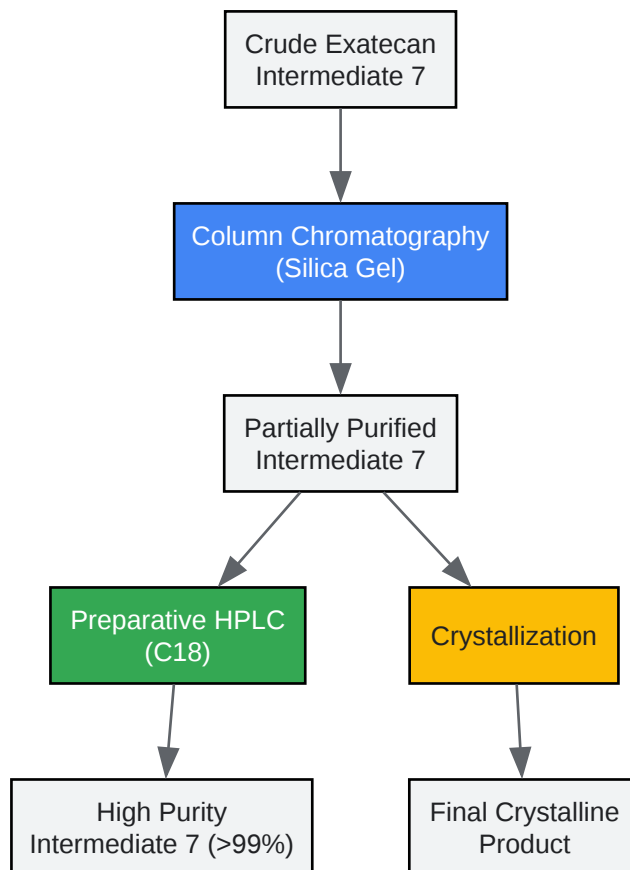 Crude Exatecan
Intermediate 7
Column Chromatography
(Silica Gel)
Partially Purified
Intermediate 7
Preparative HPLC
(C18)
Crystallization
High Purity
Intermediate 7 (>99%)
Final Crystalline
Product